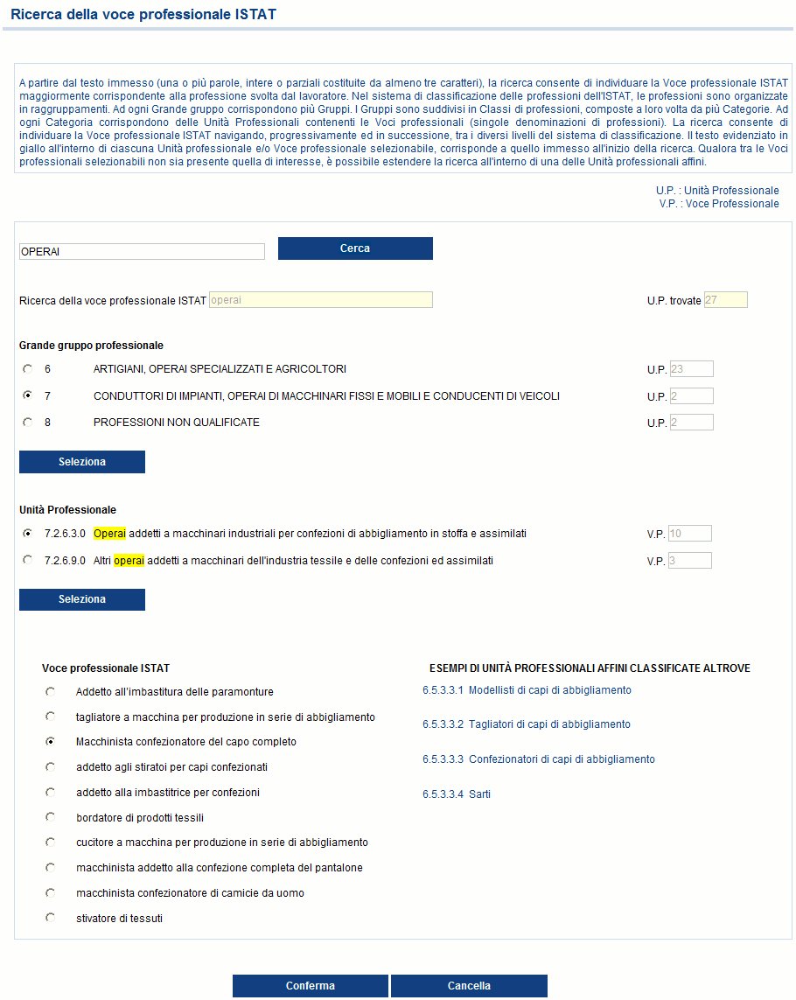 Ricerca della voce professionale ISTAT
A partire dal testo immesso (una o più parole, intere o parziali costituite da almeno tre caratteri), la ricerca consente di individuare la Voce professionale ISTAT
maggiormente corrispondente alla professione svolta dal lavoratore. Nel sistema di classificazione delle professioni dell'ISTAT, le professioni sono organizzate
in raggruppamenti. Ad ogni Grande gruppo corrispondono più Gruppi. I Gruppi sono suddivisi in Classi di professioni, composte a loro volta da più Categorie. Ad
ogni Categoria corrispondono delle Unità Professionali contenenti le Voci professionali (singole denominazioni di professioni). La ricerca consente di
individuare la Voce professionale ISTAT navigando, progressivamente ed in successione, tra i diversi livelli del sistema di classificazione. Il testo evidenziato in
giallo all'interno di ciascuna Unità professionale e/o Voce professionale selezionabile, corrisponde a quello immesso all'inizio della ricerca. Qualora tra le Voci
professionali selezionabili non sia presente quella di interesse, è possibile estendere la ricerca all'interno di una delle Unità professionali affini.
U.P. : Unità Professionale
V.P. : Voce Professionale
OPERAI Cerca
Ricerca della voce professionale ISTAT operai U.P. trovate 27
Grande gruppo professionale
6 ARTIGIANI, OPERAI SPECIALIZZATI E AGRICOLTORI U.P. 23
7 CONDUTTORI DI IMPIANTI, OPERAI DI MACCHINARI FISSI E MOBILI E CONDUCENTI DI VEICOLI U.P. 2
8 PROFESSIONI NON QUALIFICATE U.P. 2
Seleziona
Unità Professionale
7.2.6.3.0 Operai addetti a macchinari industriali per confezioni di abbigliamento in stoffa e assimilati V.P. 10
7.2.6.9.0 Altri operai addetti a macchinari dell'industria tessile e delle confezioni ed assimilati V.P. 3
Seleziona
Voce professionale ISTAT
Addetto all'imbastitura delle paramonture
tagliatore a macchina per produzione in serie di abbigliamento
Macchinista confezionatore del capo completo
addetto agli stiratoi per capi confezionati
addetto alla imbastitrice per confezioni
bordatore di prodotti tessili
cucitore a macchina per produzione in serie di abbigliamento
macchinista addetto alla confezione completa del pantalone
macchinista confezionatore di camicie da uomo
stivatore di tessuti
ESEMPI DI UNITÀ PROFESSIONALI AFFINI CLASSIFICATE ALTROVE
6.5.3.3.1 Modellisti di capi di abbigliamento
6.5.3.3.2 Tagliatori di capi di abbigliamento
6.5.3.3.3 Confezionatori di capi di abbigliamento
6.5.3.3.4 Sarti
Conferma Cancella